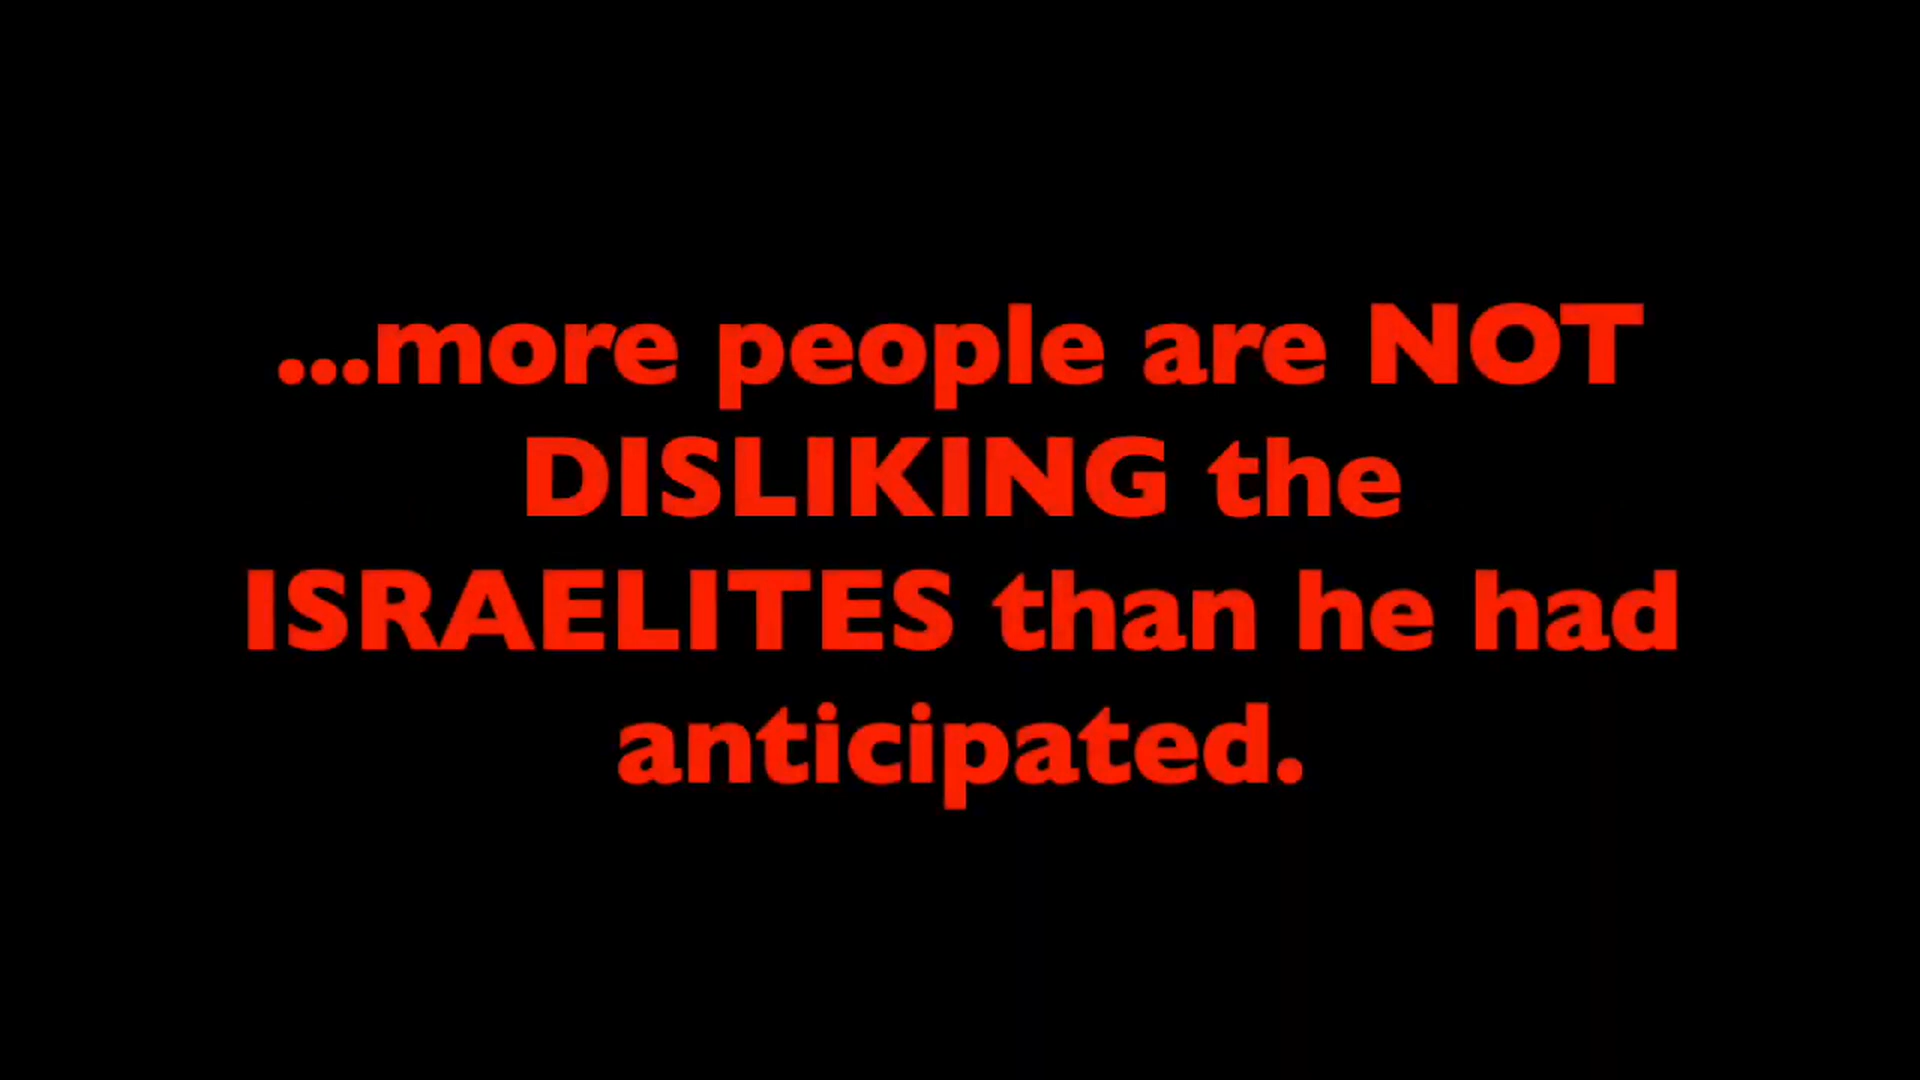 ...more people are NOT
DISLIKING the
ISRAELITES than he had
anticipated.